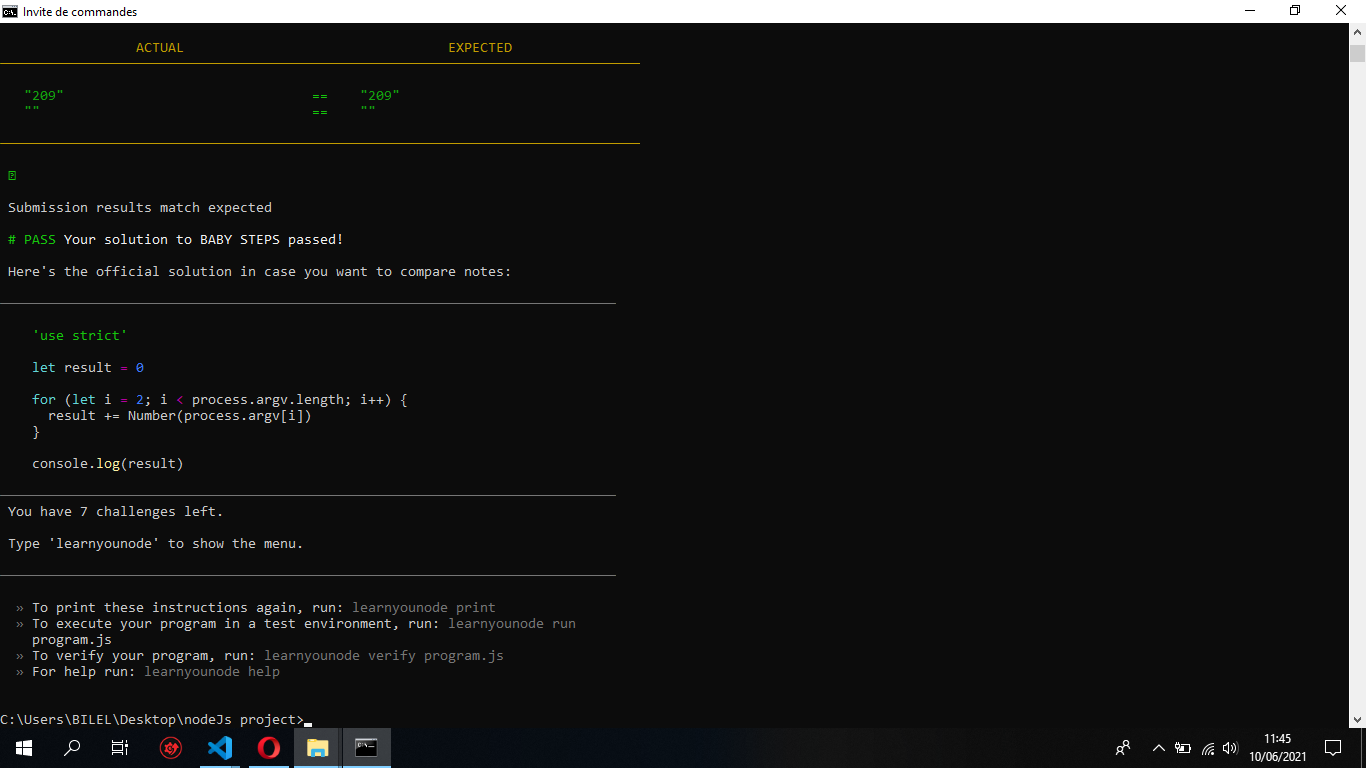 Invite de commandes
ACTUAL EXPECTED
"209" == "209"
"" == ""
Submission results match expected
# PASS Your solution to BABY STEPS passed!
Here's the official solution in case you want to compare notes:
'use strict'
let result = 0
for (let i = 2; i < process.argv.length; i++) {
result += Number(process.argv[i])
}
console.log(result)
You have 7 challenges left.
Type 'learnyounode' to show the menu.
» To print these instructions again, run: learnyounode print
» To execute your program in a test environment, run: learnyounode run
program.js
» To verify your program, run: learnyounode verify program.js
» For help run: learnyounode help
C:\Users\BILEL\Desktop\nodeJs project>
11:45
10/06/2021